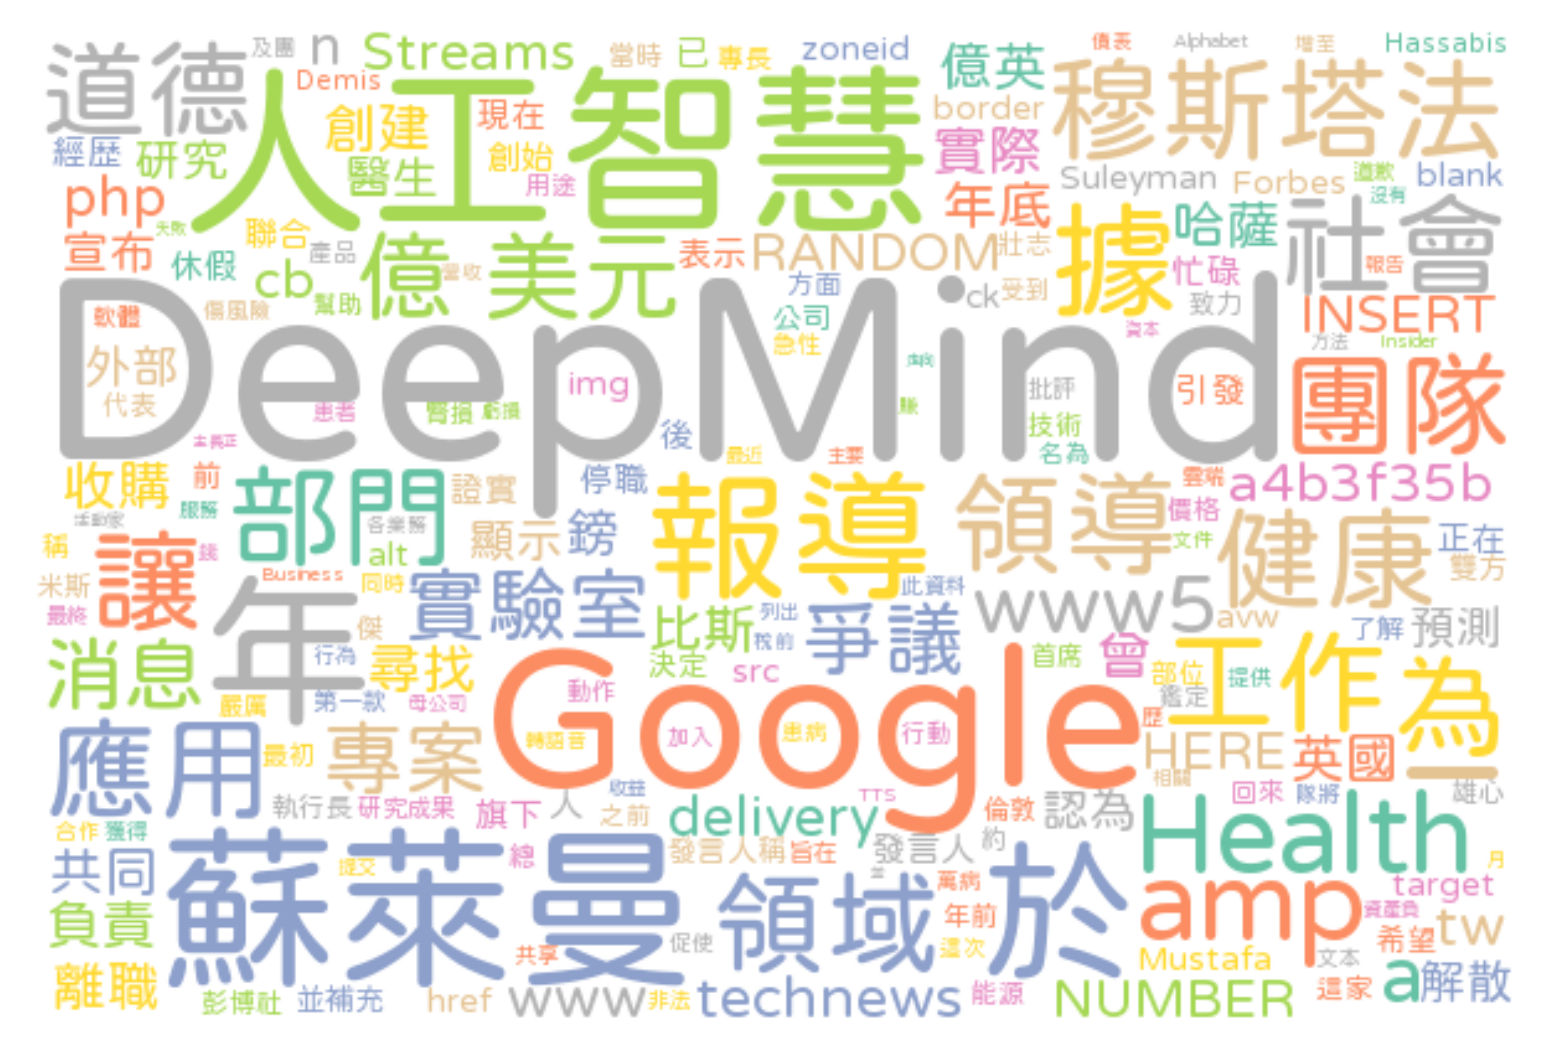 道德 及團 n Streams 當時 已 專長 zoneid 億英 債表 Alphabet 增至 Hassabis
Demis 人工智慧 穆斯塔法
經歷 研究 創建 現在 border
醫生 創始 實際
php 用途 Suleyman Forbes 道歉 blank
失敗 年底 沒有
宣布 聯合 產品 億 美元 表示 RANDOM 壯志 據 哈薩 社會
休假 cb 營收 方面 忙碌 報告
傷風險 幫助 ck 受到 致力
軟體 DeepMind 公司 資本 INSERT
外部 急性 方法 Insider
代表 img 批評 引發 團隊
患者 腎損 虧損 賺 技術
主義正 後 最近 主要 名為
收購 前 部門 證實 停職 報導 領導 雲端 a4b3f35b
服務 價格
活動家 各業務 顯示 鎊 健康
稱 讓 錢 alt 文件 正在
米斯 Business 同時 實驗室 此資料 www5 雙方
最終 年 傑 比斯 列出 爭議 avw 了解 預測
消息 行為 尋找 決定 稅前 曾 工作 為
嚴厲 第一款 母公司 src 首席 部位 提供
鑑定
應用 Google 動作 歷
最初 專案 轉語音 加入 患病 行動 HERE 英國 一
相關
執行長 研究成果 旗下 人 收益 之前 TTS 倫敦 認為 回來 隊將 雄心
合作 獲得 delivery Health
共同 蘇萊曼 提交 總 發言人稱 旨在 發言人 約 月
負責 領域 萬病 於 amp target
年前 資產負
促使 這次 希望 tw
離職 共享 Mustafa 文本 a 解散
彭博社 並補充 href www 非法 technews 能源 NUMBER 這家